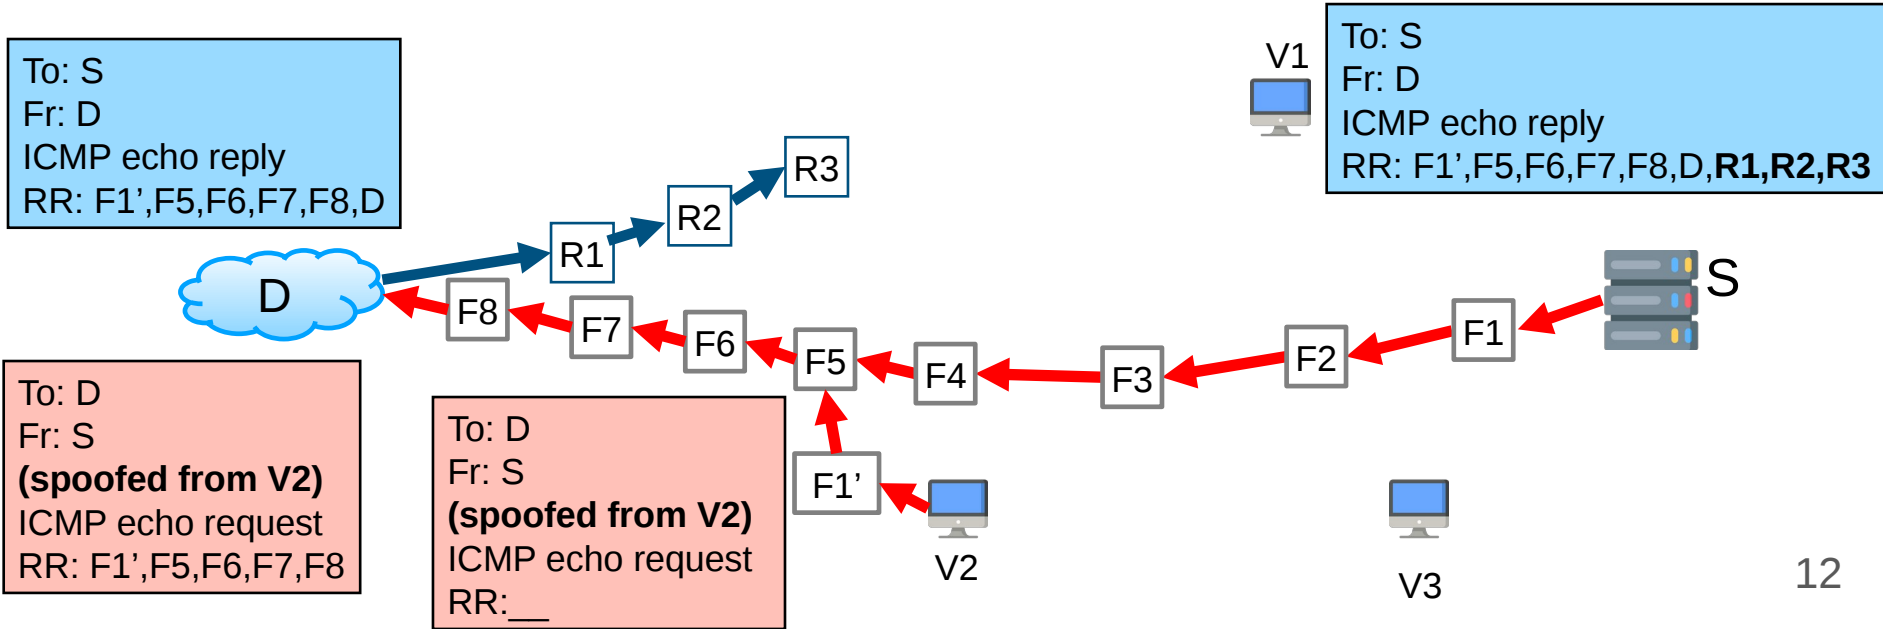 To: S
Fr: D
ICMP echo reply
RR: F1’,F5,F6,F7,F8,D
V1
To: S
Fr: D
ICMP echo reply
RR: F1’,F5,F6,F7,F8,D,R1,R2,R3
R3
R2
R1
D
S
F8
F7
F6
F5
F4
F3
F2
F1
To: D
Fr: S
(spoofed from V2)
ICMP echo request
RR: F1’,F5,F6,F7,F8
To: D
Fr: S
(spoofed from V2)
ICMP echo request
RR:__
F1’
V2
V3
12